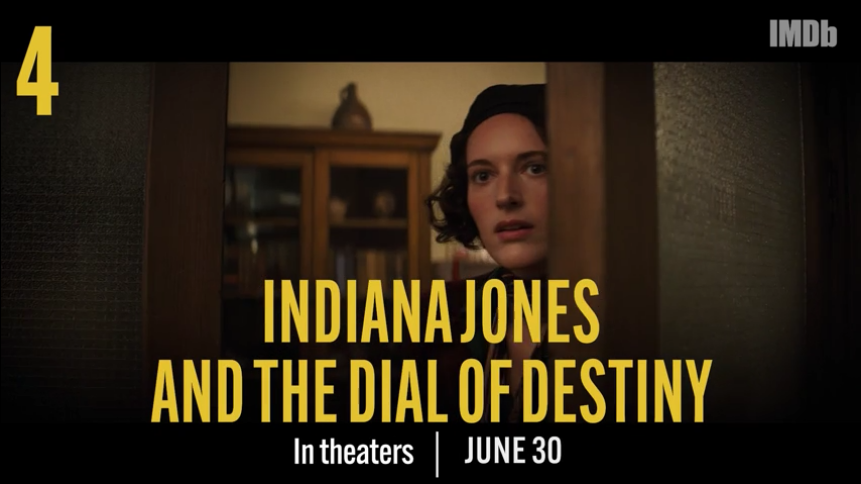 4
IMDb
INDIANA JONES
AND THE DIAL OF DESTINY
In theaters | JUNE 30